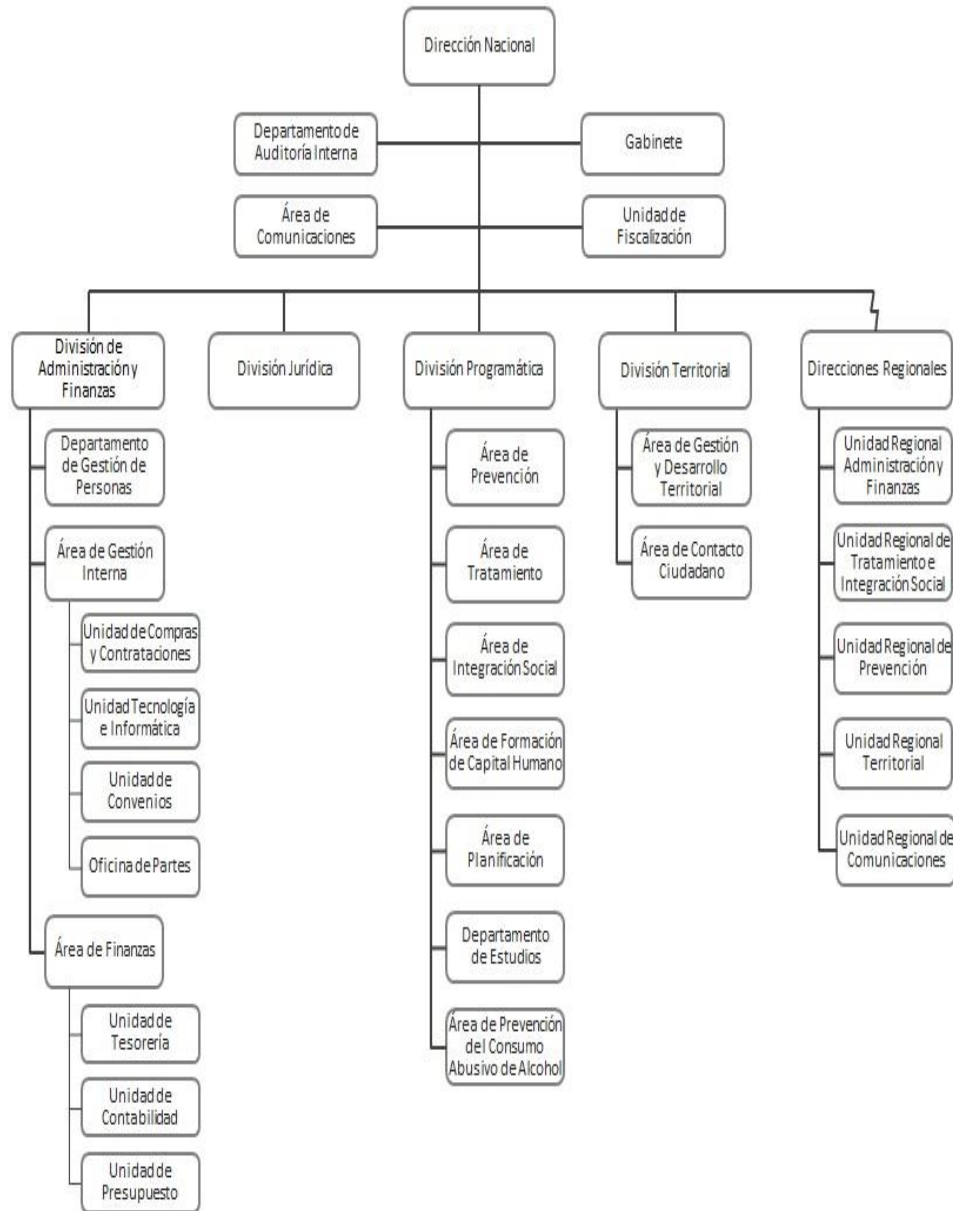 Dirección Nacional
Departamento de
Auditoría Interna
Gabinete
Área de
Comunicaciones
Unidad de
Fiscalización
División de
Administración y
Finanzas
División Jurídica
División Programática
División Territorial
Direcciones Regionales
Departamento
de Gestión de
Personas
Área de Gestión
Interna
Unidad de Compras
y Contrataciones
Unidad Tecnología
e Informática
Unidad de
Convenios
Oficina de Partes
Área de Finanzas
Unidad de
Tesorería
Unidad de
Contabilidad
Unidad de
Presupuesto
Área de
Prevención
Área de
Tratamiento
Área de
Integración Social
Área de Formación
de Capital Humano
Área de
Planificación
Departamento
de Estudios
Área de Prevención
del Consumo
Abusivo de Alcohol
Área de Gestión
y Desarrollo
Territorial
Área de Contacto
Ciudadano
Unidad Regional
Administración y
Finanzas
Unidad Regional de
Tratamiento e
Integración Social
Unidad Regional de
Prevención
Unidad Regional
Territorial
Unidad Regional de
Comunicaciones